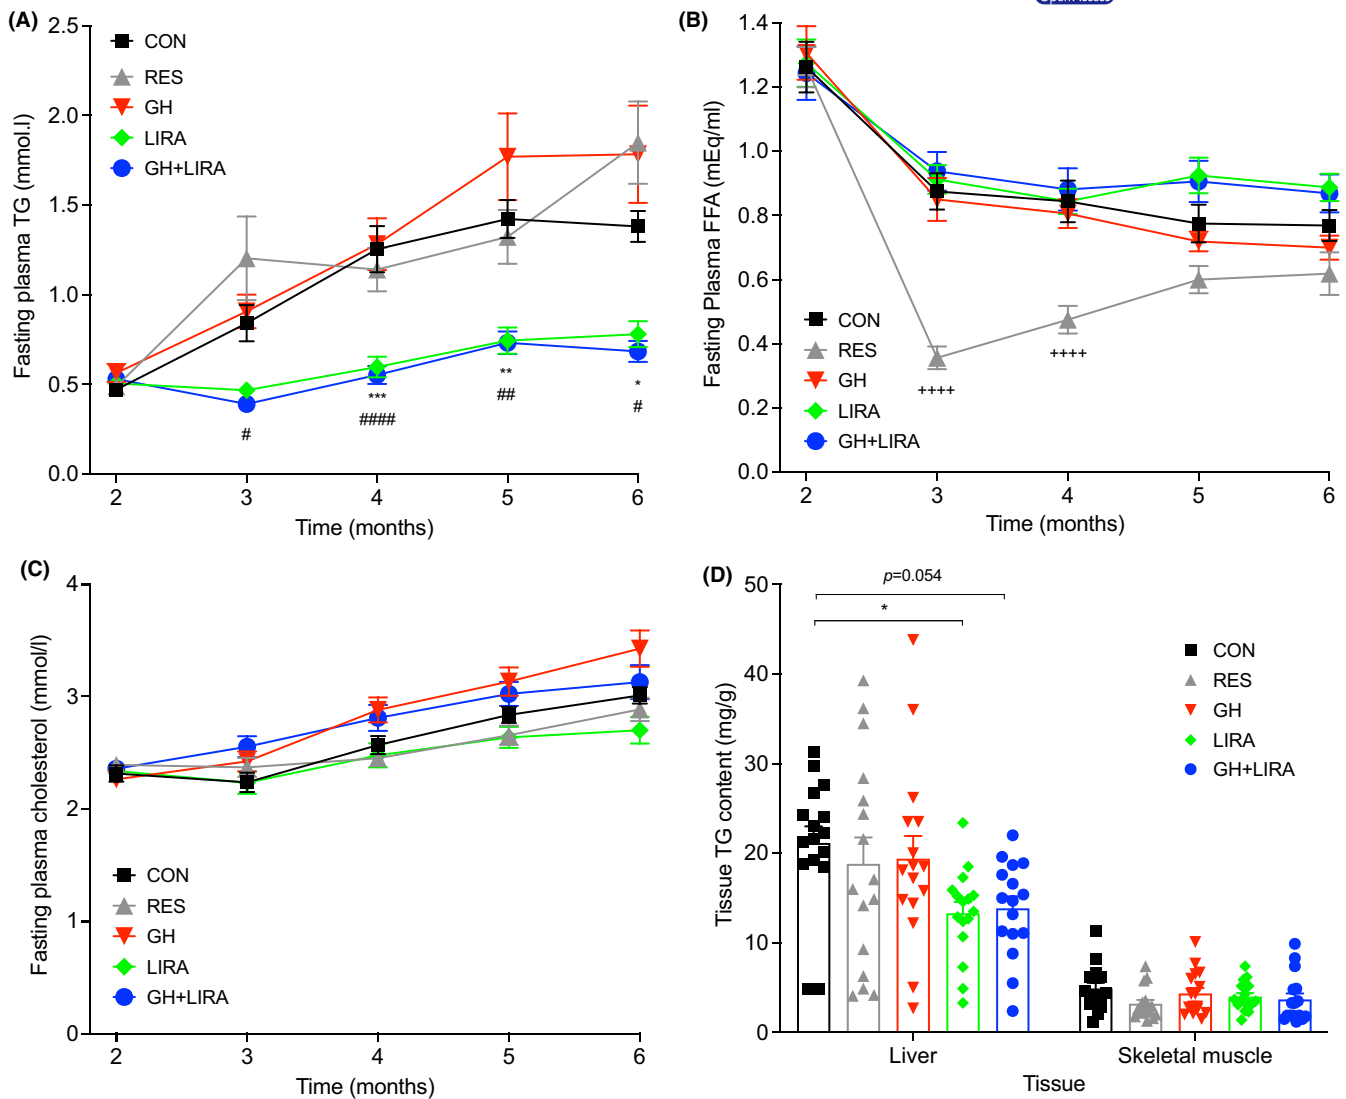 Open Access
(A)
2.5
2.0
1.5
1.0
0.5
0.0
Fasting plasma TG (mmol.l)
CON
RES
GH
LIRA
GH+LIRA
#
***
####
**
##
*
#
2 3 4 5 6
Time (months)
(B)
1.4
1.2
1.0
0.8
0.6
0.4
0.2
0.0
Fasting Plasma FFA (mEq/ml)
CON
RES
GH
LIRA
GH+LIRA
++++
++++
2 3 4 5 6
Time (months)
(C)
4
3
2
1
0
Fasting plasma cholesterol (mmol/l)
CON
RES
GH
LIRA
GH+LIRA
2 3 4 5 6
Time (months)
(D)
50
40
30
20
10
0
Tissue TG content (mg/g)
p=0.054
*
CON
RES
GH
LIRA
GH+LIRA
Liver Skeletal muscle
Tissue